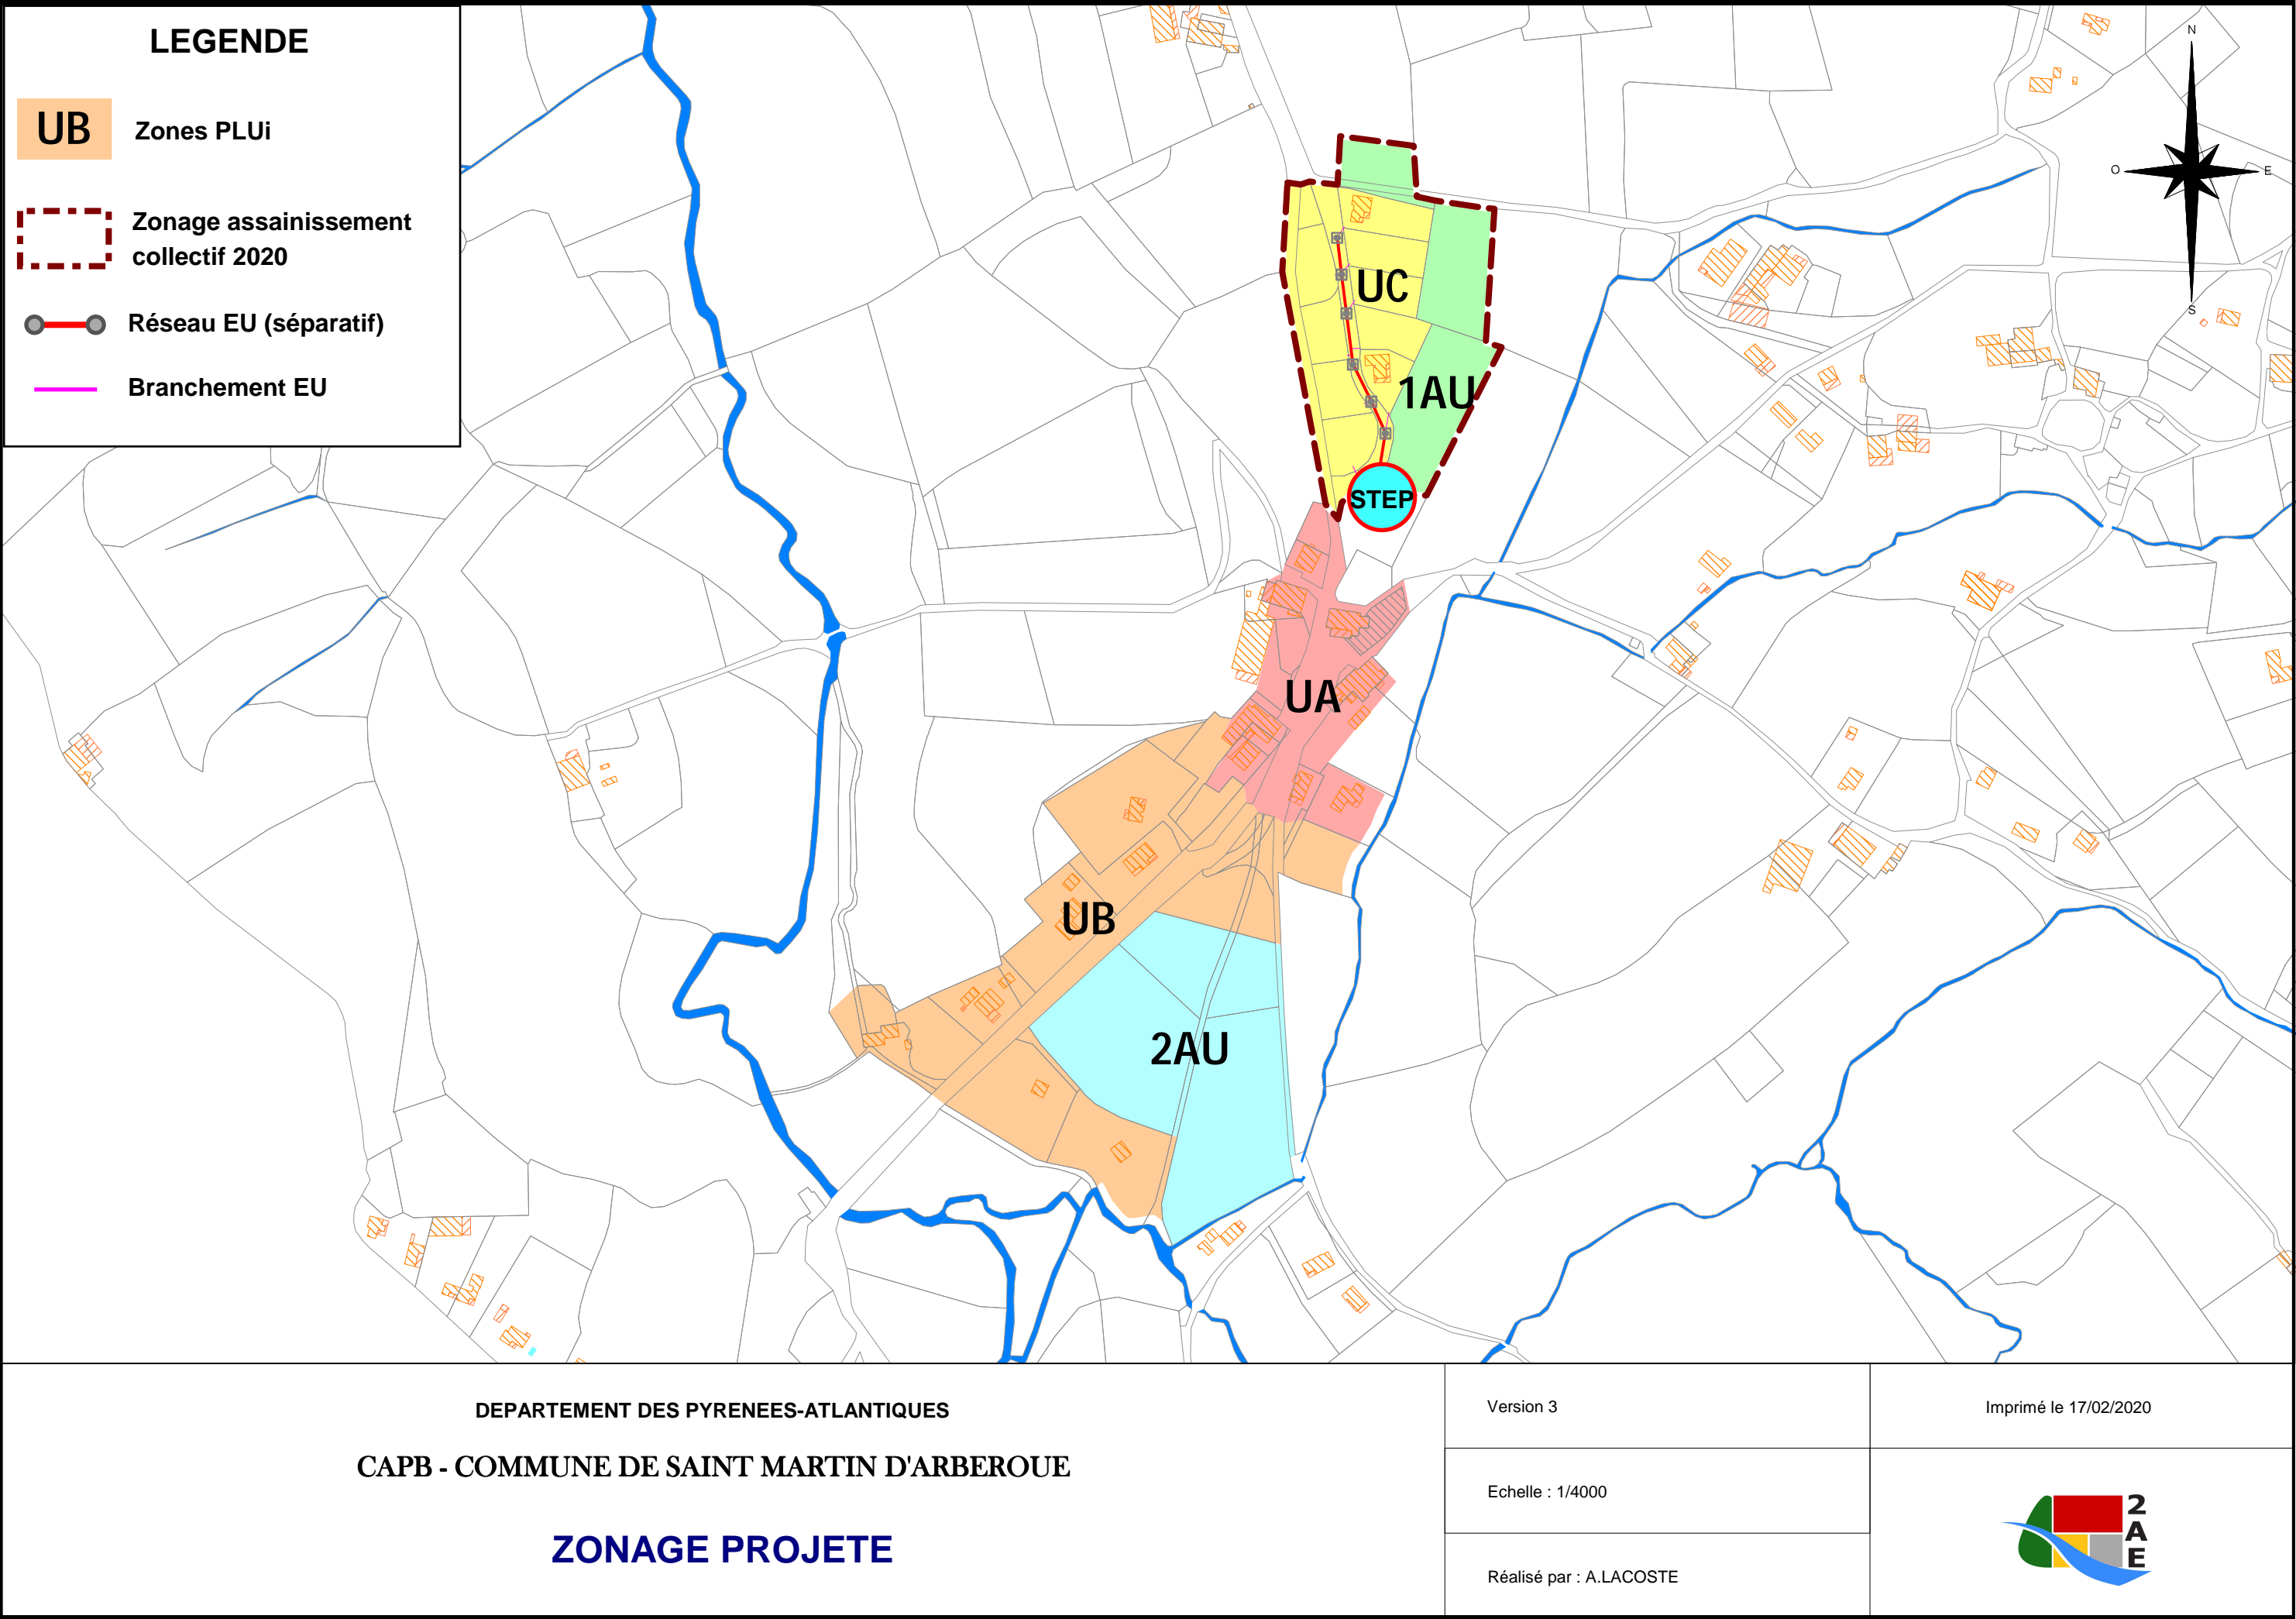 LEGENDE
UB
Zones PLUi
Zonage assainissement
collectif 2020
Réseau EU (séparatif)
Branchement EU
N
O
E
S
UC
1AU
STEP
UA
UB
2AU
DEPARTEMENT DES PYRENEES-ATLANTIQUES
CAPB - COMMUNE DE SAINT MARTIN D'ARBEROUE
ZONAGE PROJETE
Version 3
Imprimé le 17/02/2020
Echelle : 1/4000
Réalisé par : A.LACOSTE
2
A
E